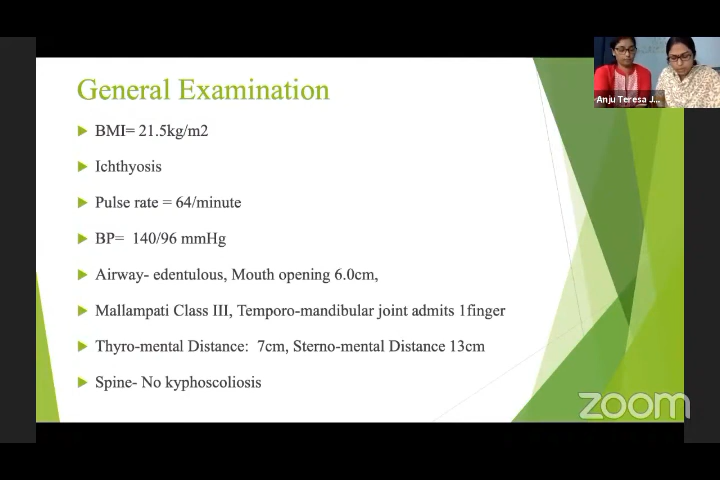 General Examination
BMI= 21.5kg/m2
Ichthyosis
Pulse rate = 64/minute
BP= 140/96 mmHg
Airway- edentulous, Mouth opening 6.0cm,
Mallampati Class III, Temporo-mandibular joint admits 1finger
Thyro-mental Distance: 7cm, Sterno-mental Distance 13cm
Spine- No kyphoscoliosis
Anju Teresa J...
zoom